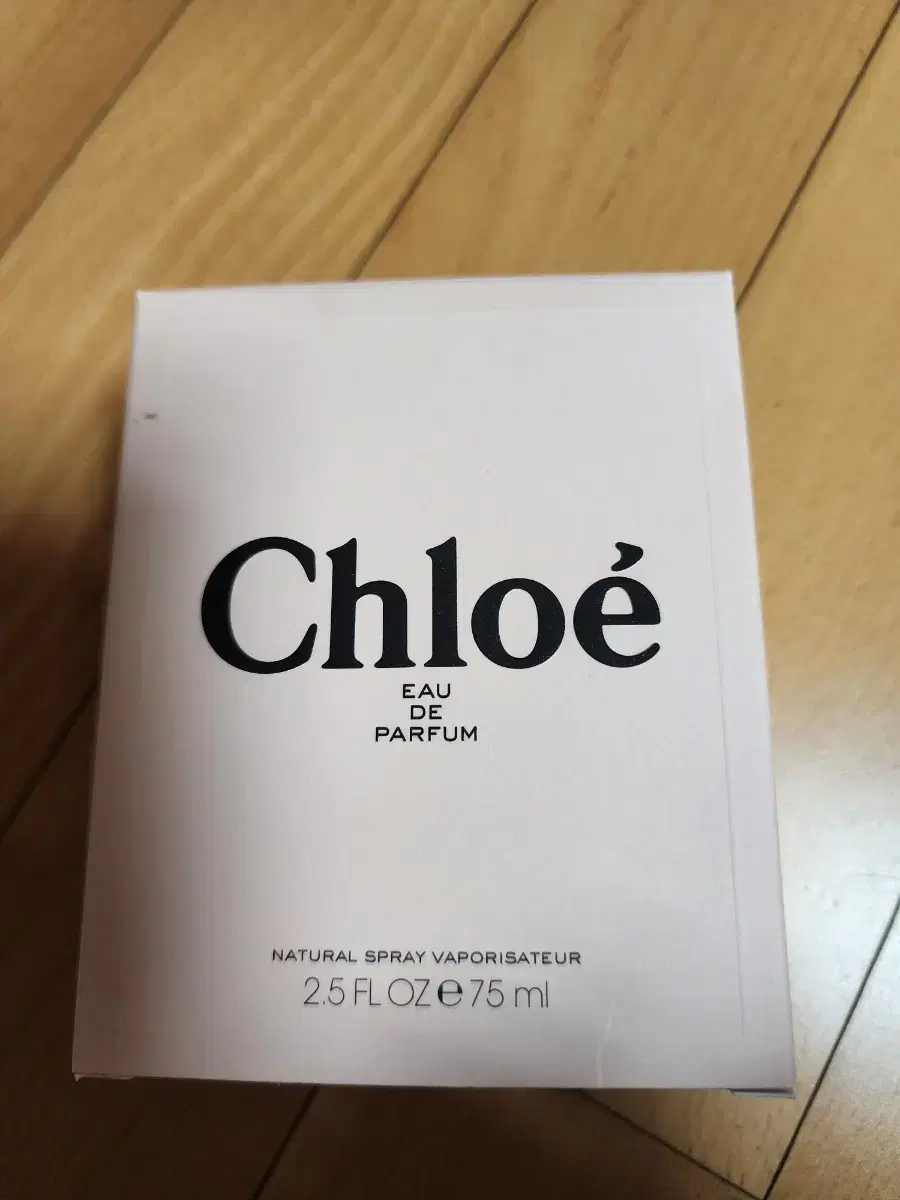 Chloé
EAU
DE
PARFUM
NATURAL SPRAY VAPORISATEUR
2.5 FL OZ ℮ 75 ml